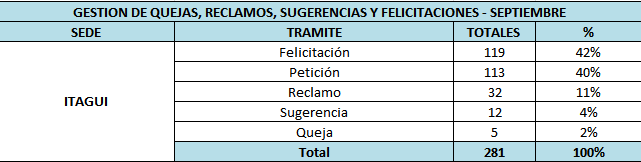 GESTION DE QUEJAS, RECLAMOS, SUGERENCIAS Y FELICITACIONES - SEPTIEMBRE
SEDE TRAMITE TOTALES %
Felicitación 119 42%
Petición 113 40%
ITAGUI Reclamo 32 11%
Sugerencia 12 4%
Queja 5 2%
Total 281 100%